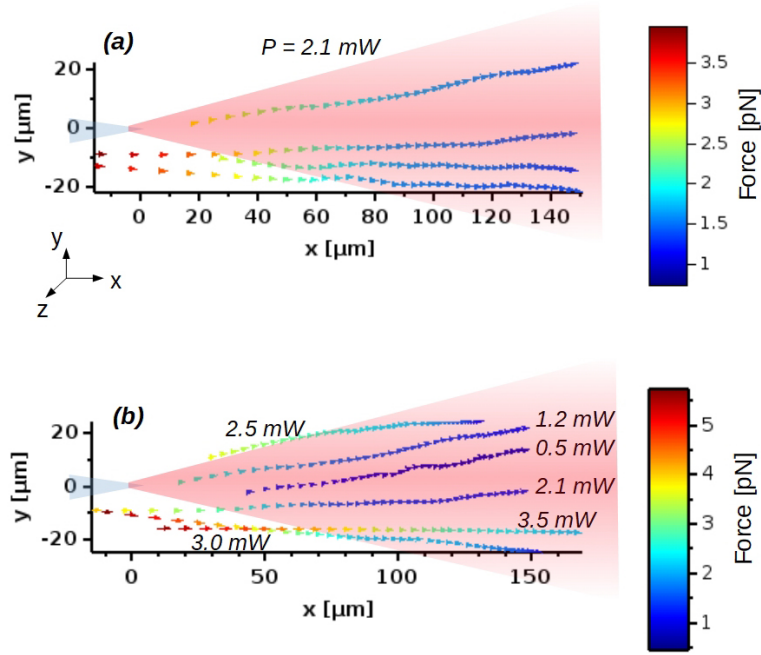 (a)
P = 2.1 mW
20
0
-20
y [μm]
0 20 40 60 80 100 120 140
x [μm]
3.5
3
2.5
2
1.5
1
Force [pN]
y
x
z
(b)
2.5 mW
1.2 mW
0.5 mW
2.1 mW
3.5 mW
3.0 mW
20
0
-20
y [μm]
0 50 100 150
x [μm]
5
4
3
2
1
Force [pN]